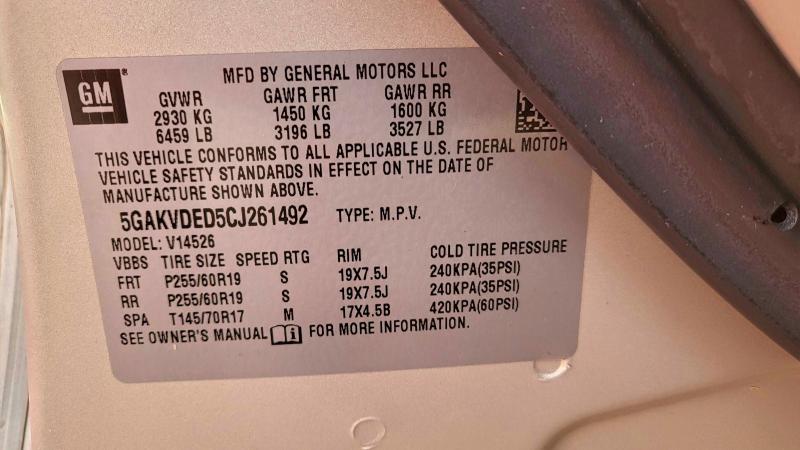 GM
MFD BY GENERAL MOTORS LLC
GVWR GAWR FRT GAWR RR
2930 KG 1450 KG 1600 KG
6459 LB 3196 LB 3527 LB
THIS VEHICLE CONFORMS TO ALL APPLICABLE U.S. FEDERAL MOTOR
VEHICLE SAFETY STANDARDS IN EFFECT ON THE DATE OF
MANUFACTURE SHOWN ABOVE.
5GAKVDED5CJ261492 TYPE: M.P.V.
MODEL: V14526
VBBS TIRE SIZE SPEED RTG RIM COLD TIRE PRESSURE
FRT P255/60R19 S 19X7.5J 240KPA(35PSI)
RR P255/60R19 S 19X7.5J 240KPA(35PSI)
SPA T145/70R17 M 17X4.5B 420KPA(60PSI)
SEE OWNER'S MANUAL FOR MORE INFORMATION.